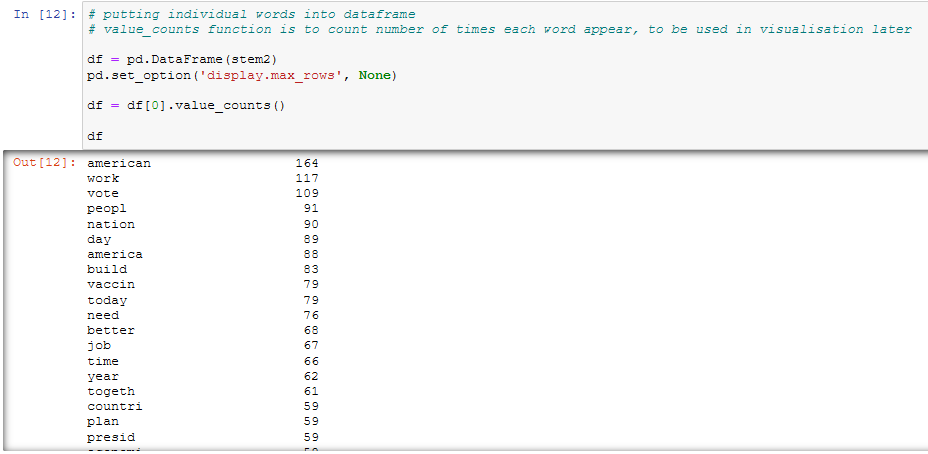 In [12]: # putting individual words into dataframe
# value_counts function is to count number of times each word appear, to be used in visualisation later
df = pd.DataFrame(stem2)
pd.set_option('display.max_rows', None)
df = df[0].value_counts()
df
Out[12]: american 164
work 117
vote 109
peopl 91
nation 90
day 89
america 88
build 83
vaccin 79
today 79
need 76
better 68
job 67
time 66
year 62
togeth 61
countri 59
plan 59
presid 59